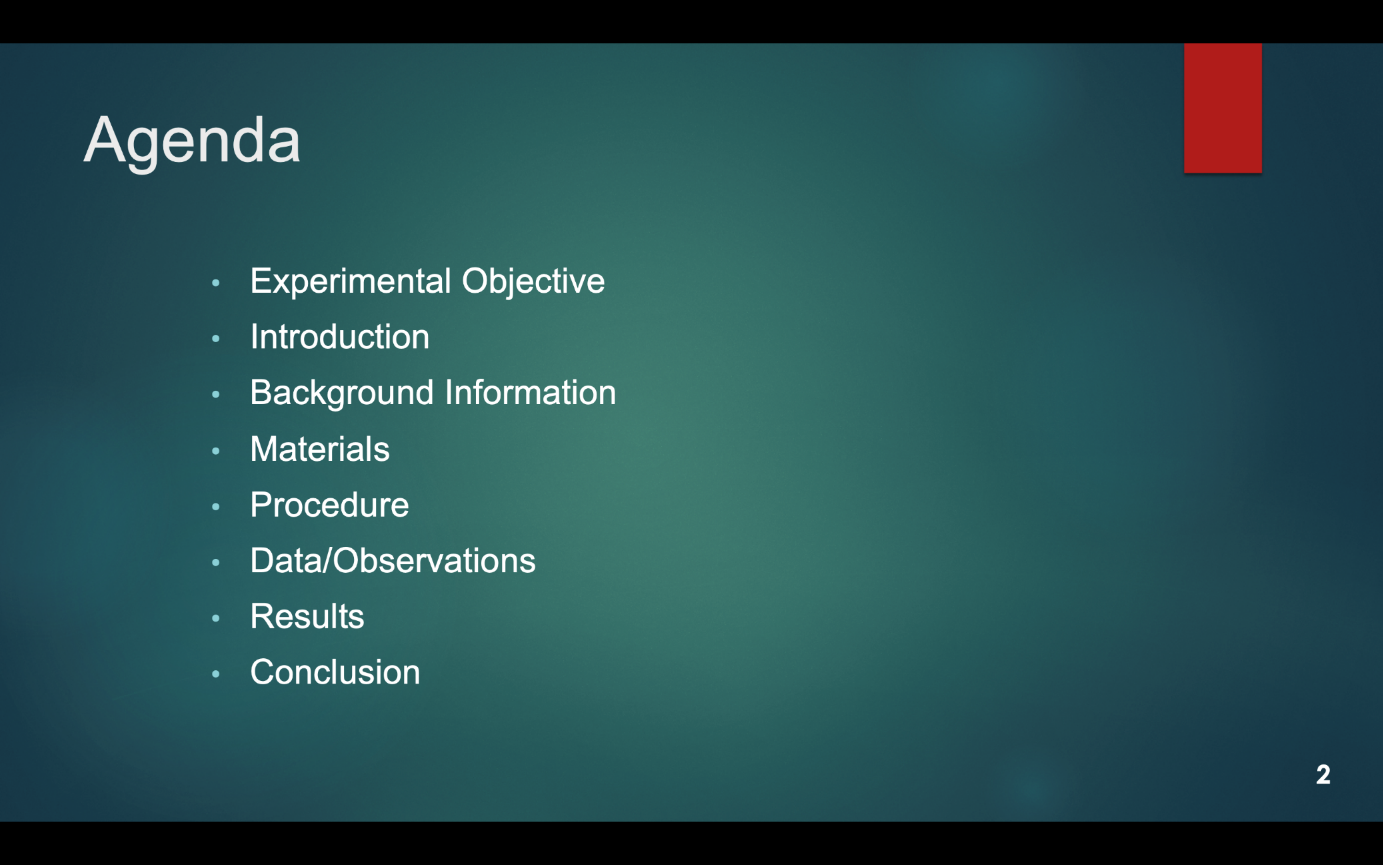 Agenda
• Experimental Objective
• Introduction
• Background Information
• Materials
• Procedure
• Data/Observations
• Results
• Conclusion
2